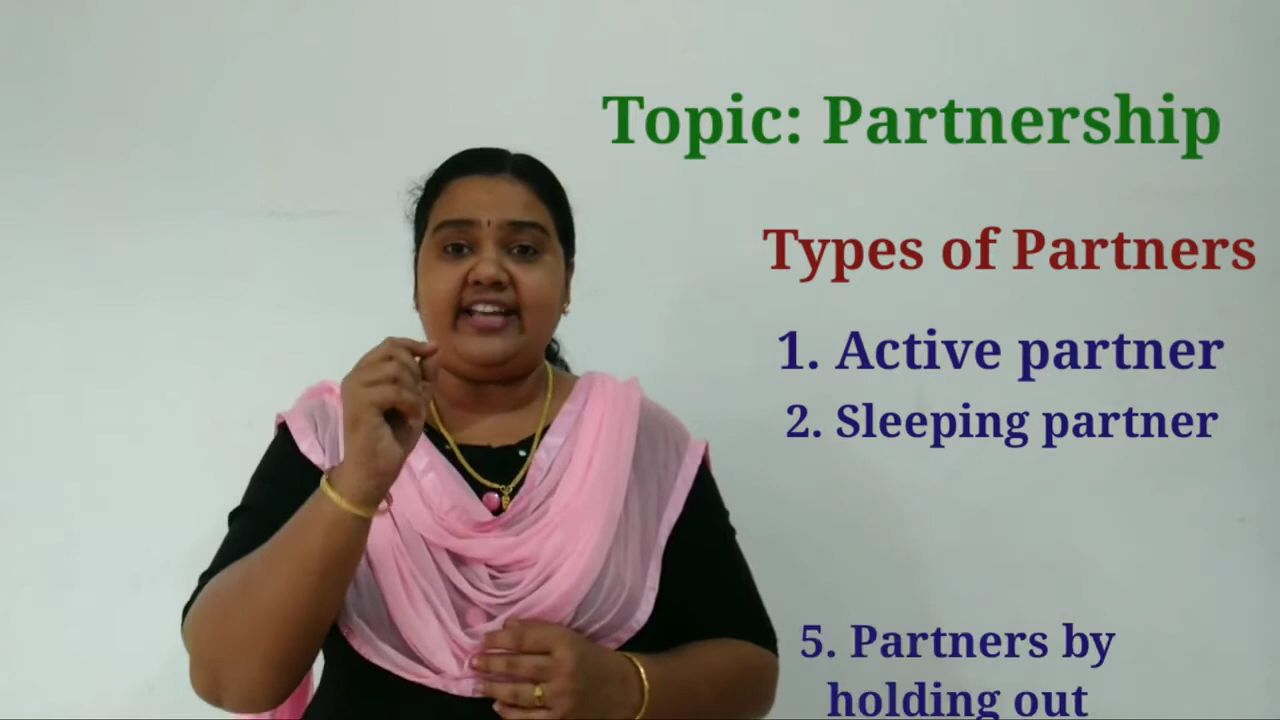 Topic: Partnership
Types of Partners
1. Active partner
2. Sleeping partner
5. Partners by
holding out